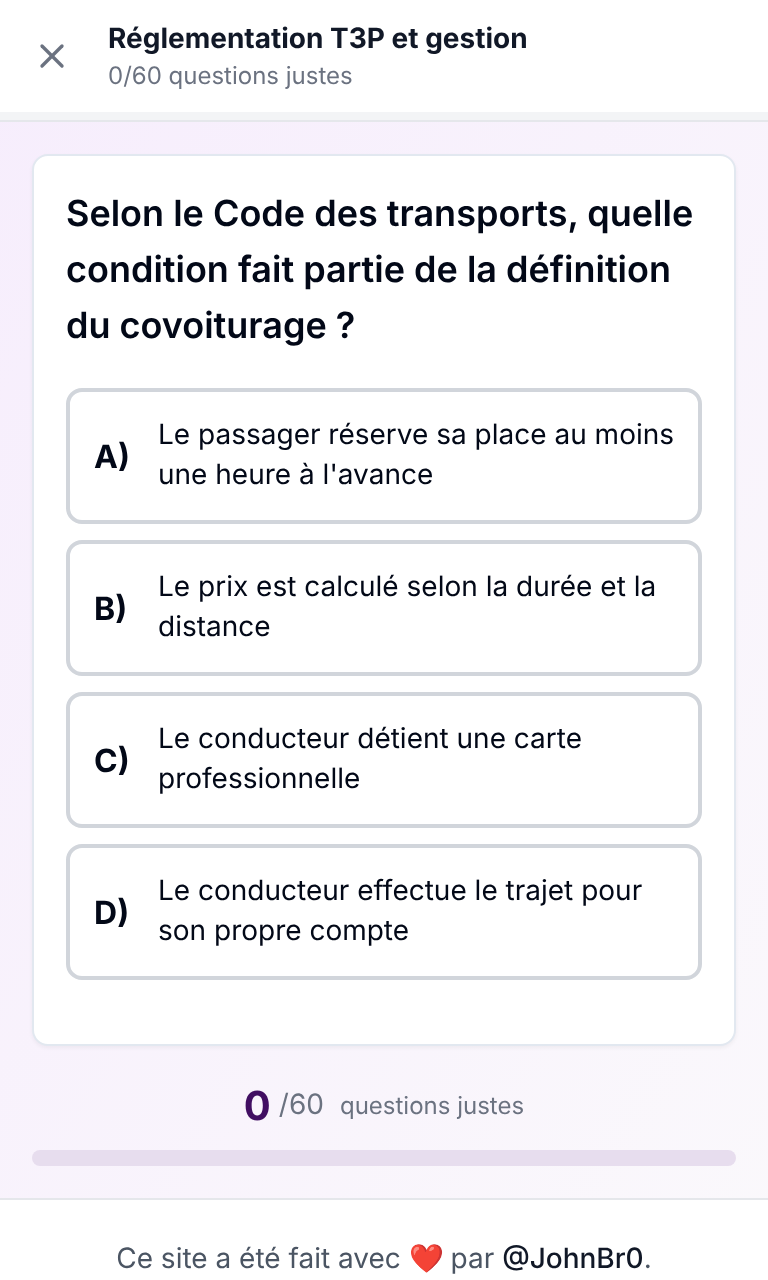 Réglementation T3P et gestion
0/60 questions justes
Selon le Code des transports, quelle
condition fait partie de la définition
du covoiturage ?
A)
Le passager réserve sa place au moins
une heure à l'avance
B)
Le prix est calculé selon la durée et la
distance
C)
Le conducteur détient une carte
professionnelle
D)
Le conducteur effectue le trajet pour
son propre compte
0 /60 questions justes
Ce site a été fait avec ❤️ par @JohnBr0.